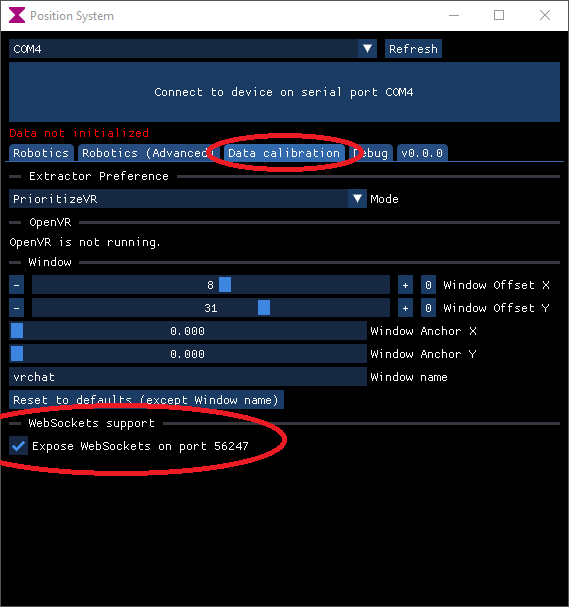 Position System
COM4 Refresh
Connect to device on serial port COM4
Data not initialized
Robotics Robotics (Advanced) Data calibration Debug v0.0.0
Extractor Preference
PrioritizeVR Mode
OpenVR
OpenVR is not running.
Window
- 8 + 0 Window Offset X
- 31 + 0 Window Offset Y
0.000 Window Anchor X
0.000 Window Anchor Y
vrchat Window name
Reset to defaults (except Window name)
WebSockets support
Expose WebSockets on port 56247